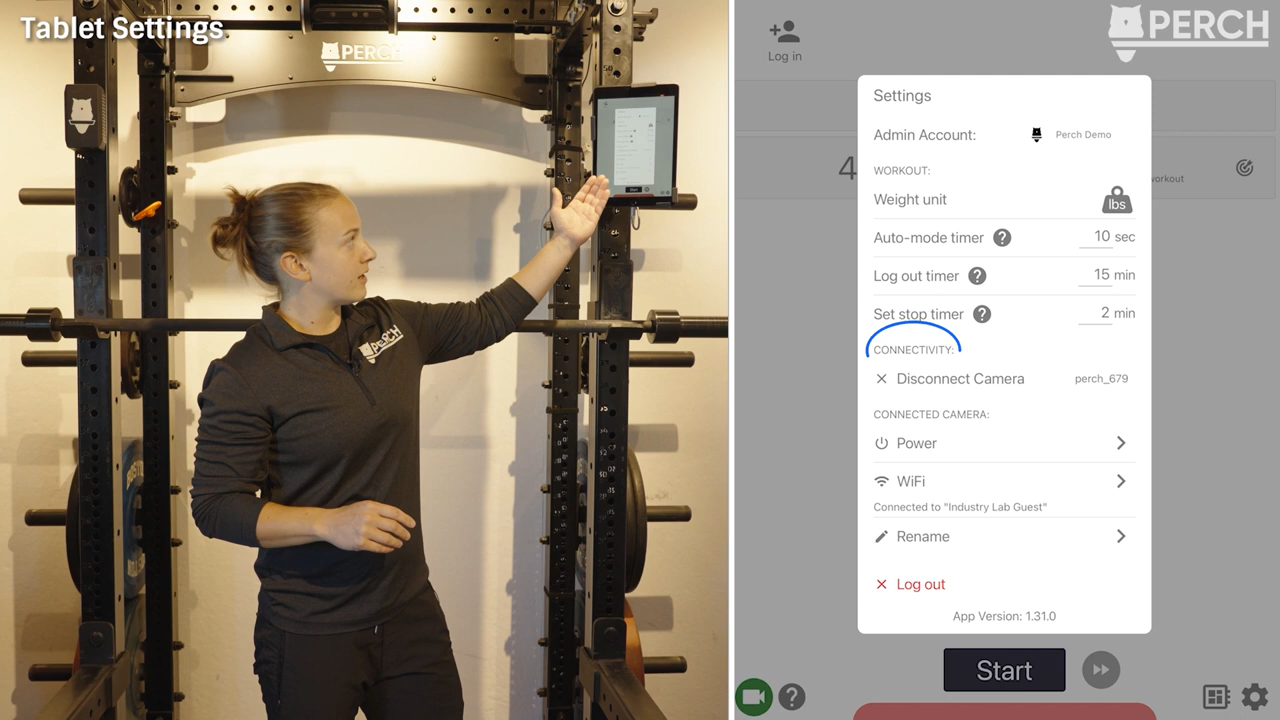 Tablet Settings
PERCH
50
PERCH
Log in
PERCH
4
workout
Settings
Admin Account:
Perch Demo
WORKOUT:
Weight unit
lbs
Auto-mode timer ?
10 sec
Log out timer ?
15 min
Set stop timer ?
2 min
CONNECTIVITY:
Disconnect Camera
perch_679
CONNECTED CAMERA:
Power
WiFi
Connected to "Industry Lab Guest"
Rename
Log out
App Version: 1.31.0
Start
?